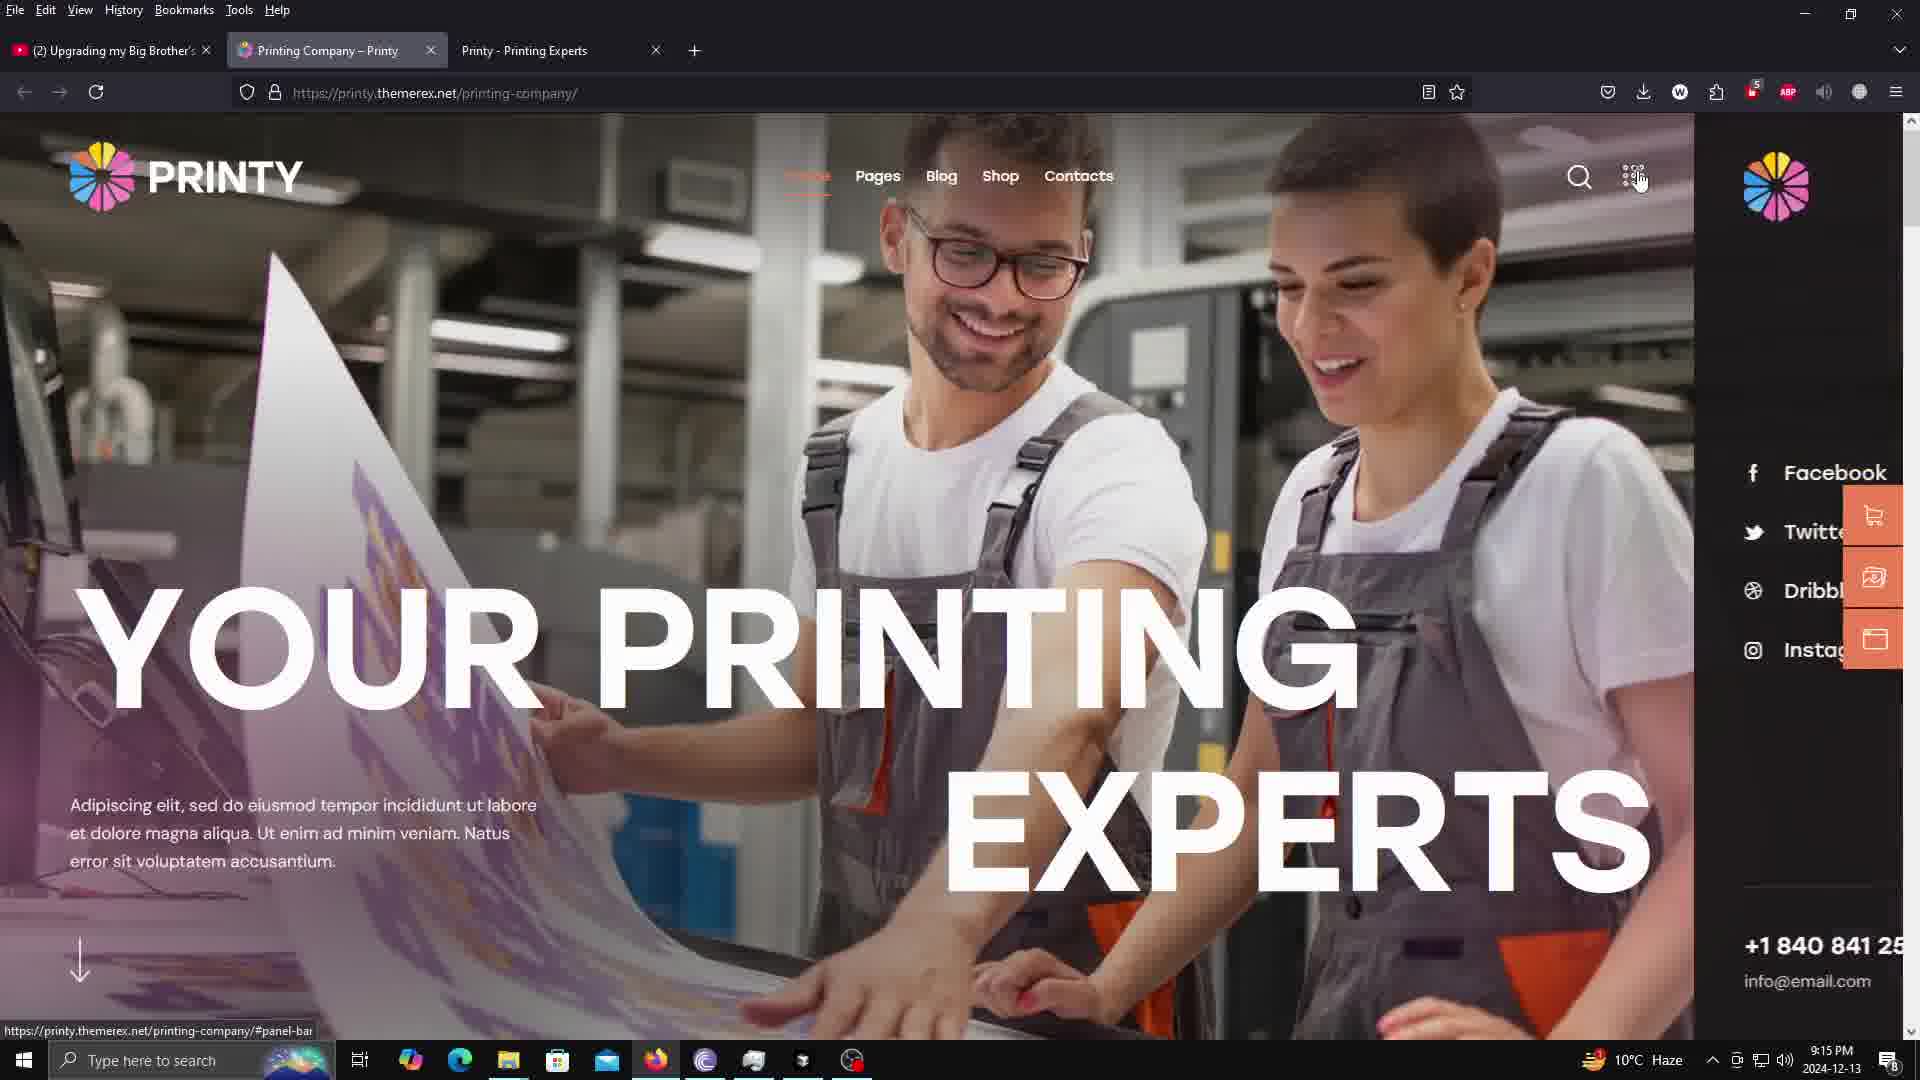 File Edit View History Bookmarks Tools Help
(2) Upgrading my Big Brother's
Printing Company – Printy
Printy - Printing Experts
https://printy.themerex.net/printing-company/
5
W
ABP
PRINTY
Pages
Blog
Shop
Contacts
Facebook
Twitte
Dribbl
Instag
YOUR PRINTING
EXPERTS
Adipiscing elit, sed do eiusmod tempor incididunt ut labore
et dolore magna aliqua. Ut enim ad minim veniam. Natus
error sit voluptatem accusantium.
+1 840 841 25
info@email.com
https://printy.themerex.net/printing-company/#panel-bar
Type here to search
1
10°C Haze
9:15 PM
2024-12-13
8